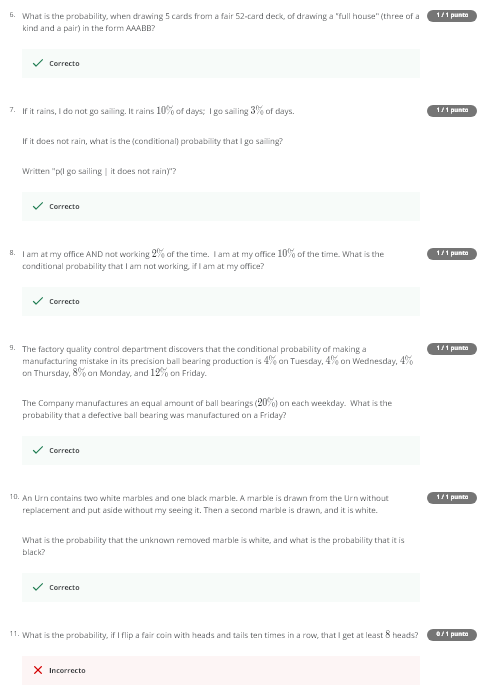 6. What is the probability, when drawing 5 cards from a fair 52-card deck, of drawing a "full house" (three of a
kind and a pair) in the form AAABB?
1 / 1 punto
Correcto
7. If it rains, I do not go sailing. It rains 10% of days; I go sailing 3% of days.
1 / 1 punto
If it does not rain, what is the (conditional) probability that I go sailing?
Written "p(I go sailing | it does not rain)"?
Correcto
8. I am at my office AND not working 2% of the time. I am at my office 10% of the time. What is the
conditional probability that I am not working, if I am at my office?
1 / 1 punto
Correcto
9. The factory quality control department discovers that the conditional probability of making a
manufacturing mistake in its precision ball bearing production is 4% on Tuesday, 4% on Wednesday, 4%
on Thursday, 8% on Monday, and 12% on Friday.
1 / 1 punto
The Company manufactures an equal amount of ball bearings (20%) on each weekday. What is the
probability that a defective ball bearing was manufactured on a Friday?
Correcto
10. An Urn contains two white marbles and one black marble. A marble is drawn from the Urn without
replacement and put aside without my seeing it. Then a second marble is drawn, and it is white.
1 / 1 punto
What is the probability that the unknown removed marble is white, and what is the probability that it is
black?
Correcto
11. What is the probability, if I flip a fair coin with heads and tails ten times in a row, that I get at least 8 heads?
0 / 1 punto
Incorrecto